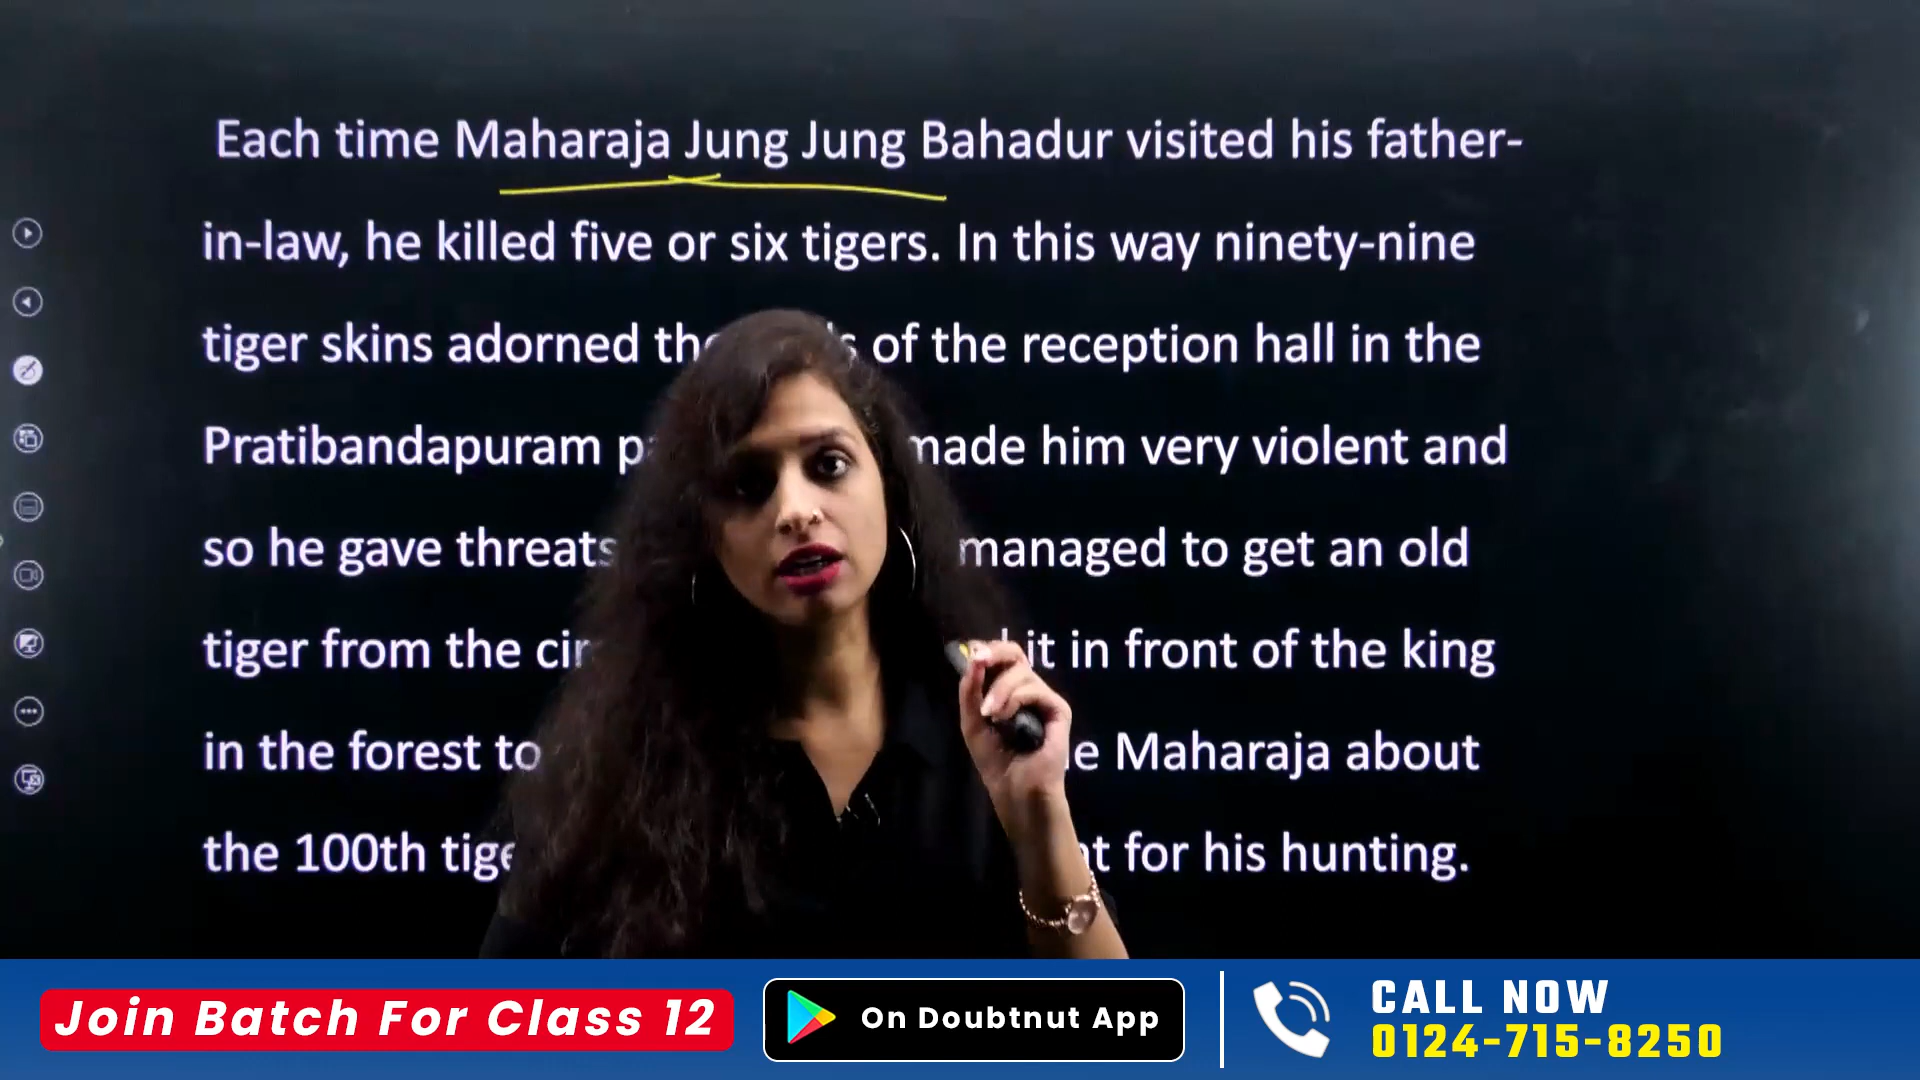 Each time Maharaja Jung Jung Bahadur visited his father-
in-law, he killed five or six tigers. In this way ninety-nine
tiger skins adorned of the reception hall in the
Pratibandapuram made him very violent and
so he gave threats managed to get an old
tiger from the it in front of the king
in the forest to Maharaja about
the 100th for his hunting.
Join Batch For Class 12
On Doubtnut App
CALL NOW
0124-715-8250